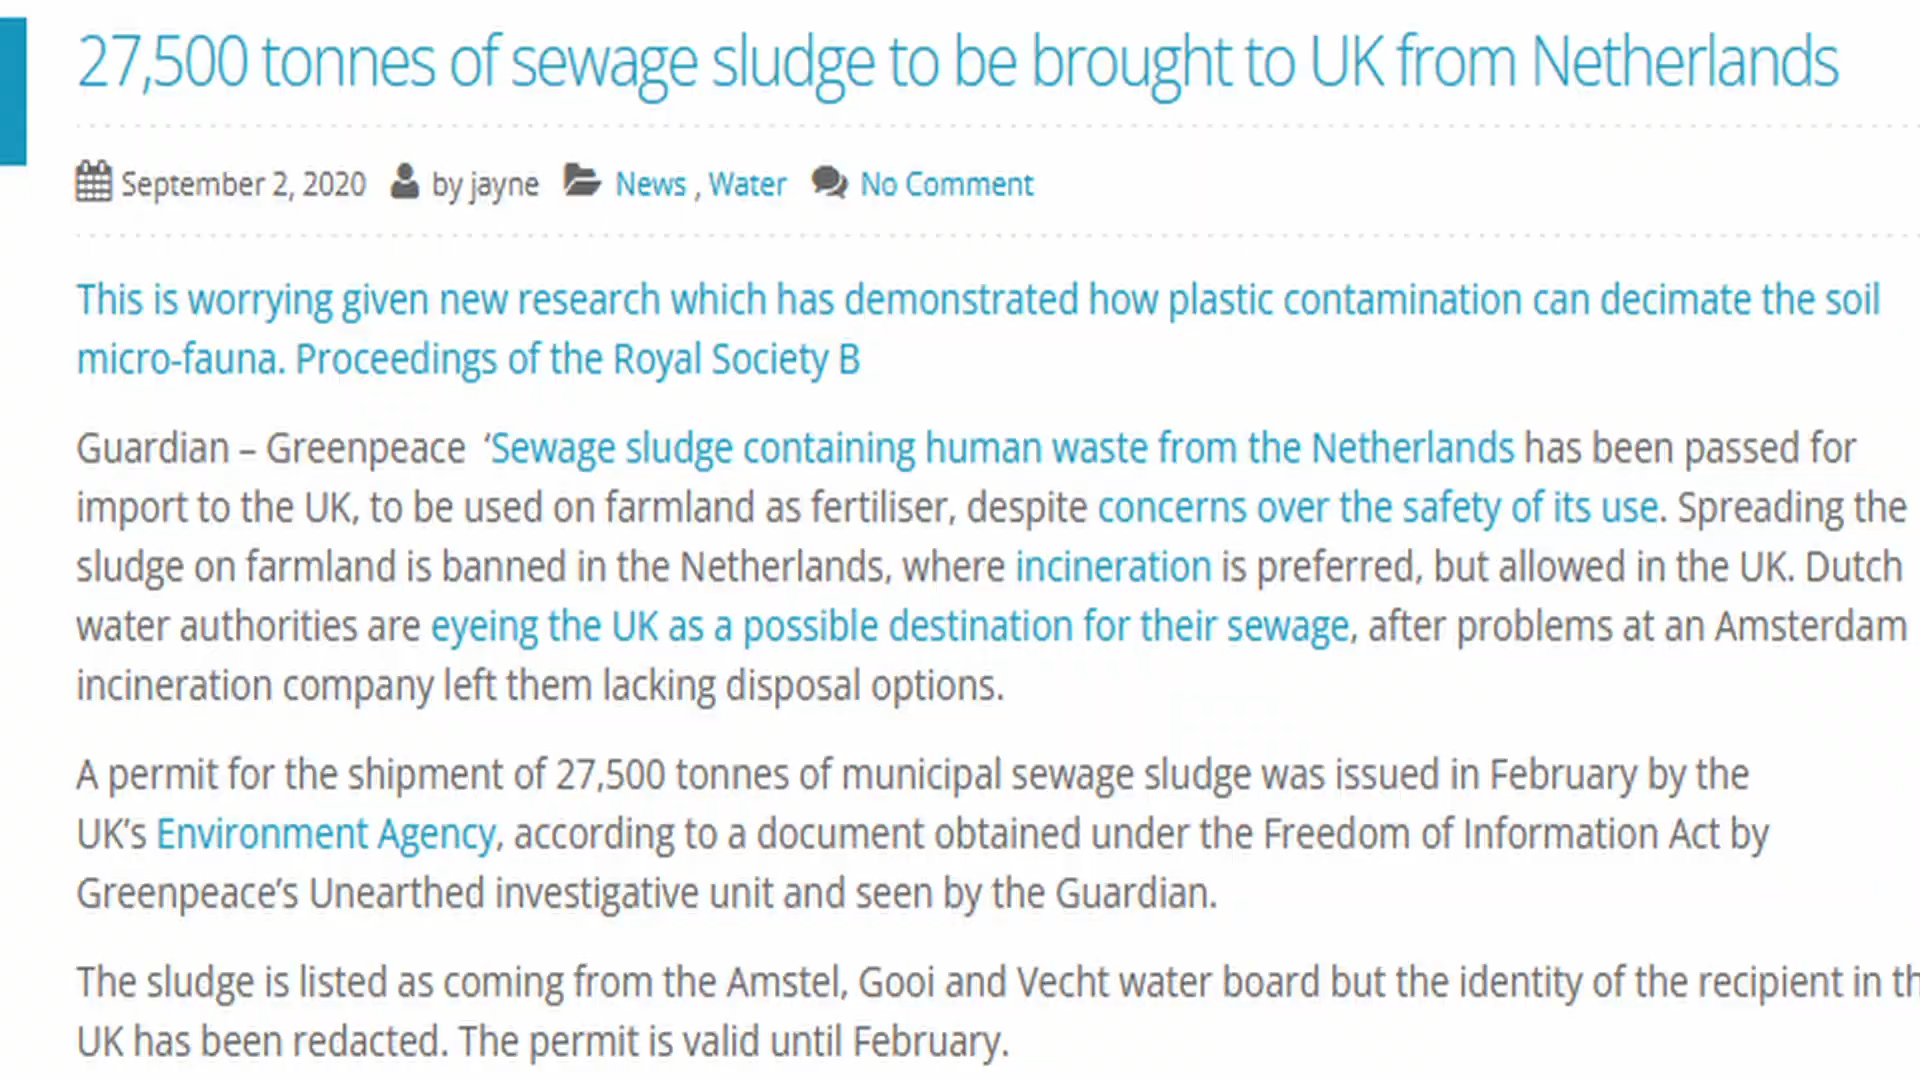 27,500 tonnes of sewage sludge to be brought to UK from Netherlands
September 2, 2020 by jayne News , Water No Comment
This is worrying given new research which has demonstrated how plastic contamination can decimate the soil
micro-fauna. Proceedings of the Royal Society B
Guardian – Greenpeace ‘Sewage sludge containing human waste from the Netherlands has been passed for
import to the UK, to be used on farmland as fertiliser, despite concerns over the safety of its use. Spreading the
sludge on farmland is banned in the Netherlands, where incineration is preferred, but allowed in the UK. Dutch
water authorities are eyeing the UK as a possible destination for their sewage, after problems at an Amsterdam
incineration company left them lacking disposal options.
A permit for the shipment of 27,500 tonnes of municipal sewage sludge was issued in February by the
UK’s Environment Agency, according to a document obtained under the Freedom of Information Act by
Greenpeace’s Unearthed investigative unit and seen by the Guardian.
The sludge is listed as coming from the Amstel, Gooi and Vecht water board but the identity of the recipient in
UK has been redacted. The permit is valid until February.